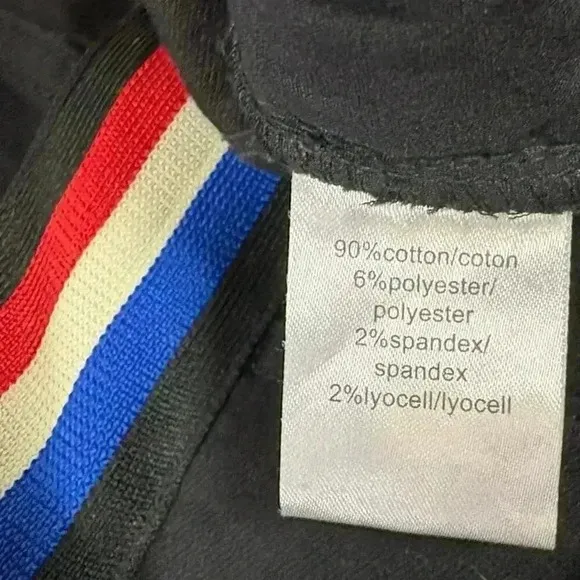 90%cotton/coton
6%polyester/
polyester
2%spandex/
spandex
2%lyocell/lyocell